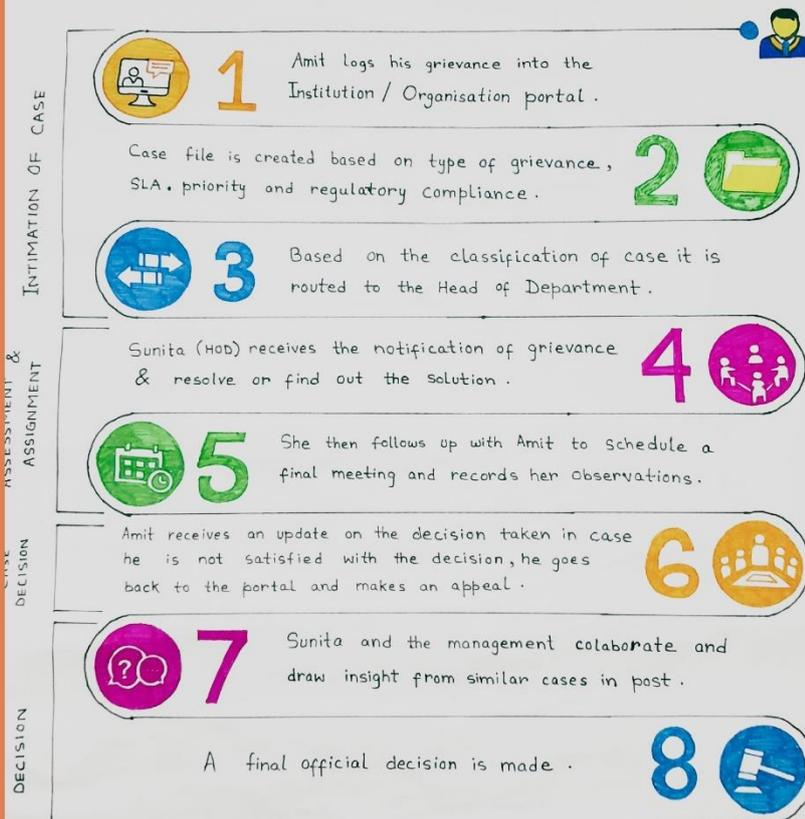 INTIMATION OF CASE
1
Amit logs his grievance into the
Institution / Organisation portal.
Case file is created based on type of grievance,
SLA. priority and regulatory compliance.
2
3
Based on the classification of case it is
routed to the Head of Department.
ASSESSMENT &
ASSIGNMENT
Sunita (HOD) receives the notification of grievance
& resolve or find out the solution.
4
5
She then follows up with Amit to schedule a
final meeting and records her observations.
DECISION
Amit receives an update on the decision taken in case
he is not satisfied with the decision, he goes
back to the portal and makes an appeal.
6
7
?
Sunita and the management colaborate and
draw insight from similar cases in post.
DECISION
A final official decision is made.
8